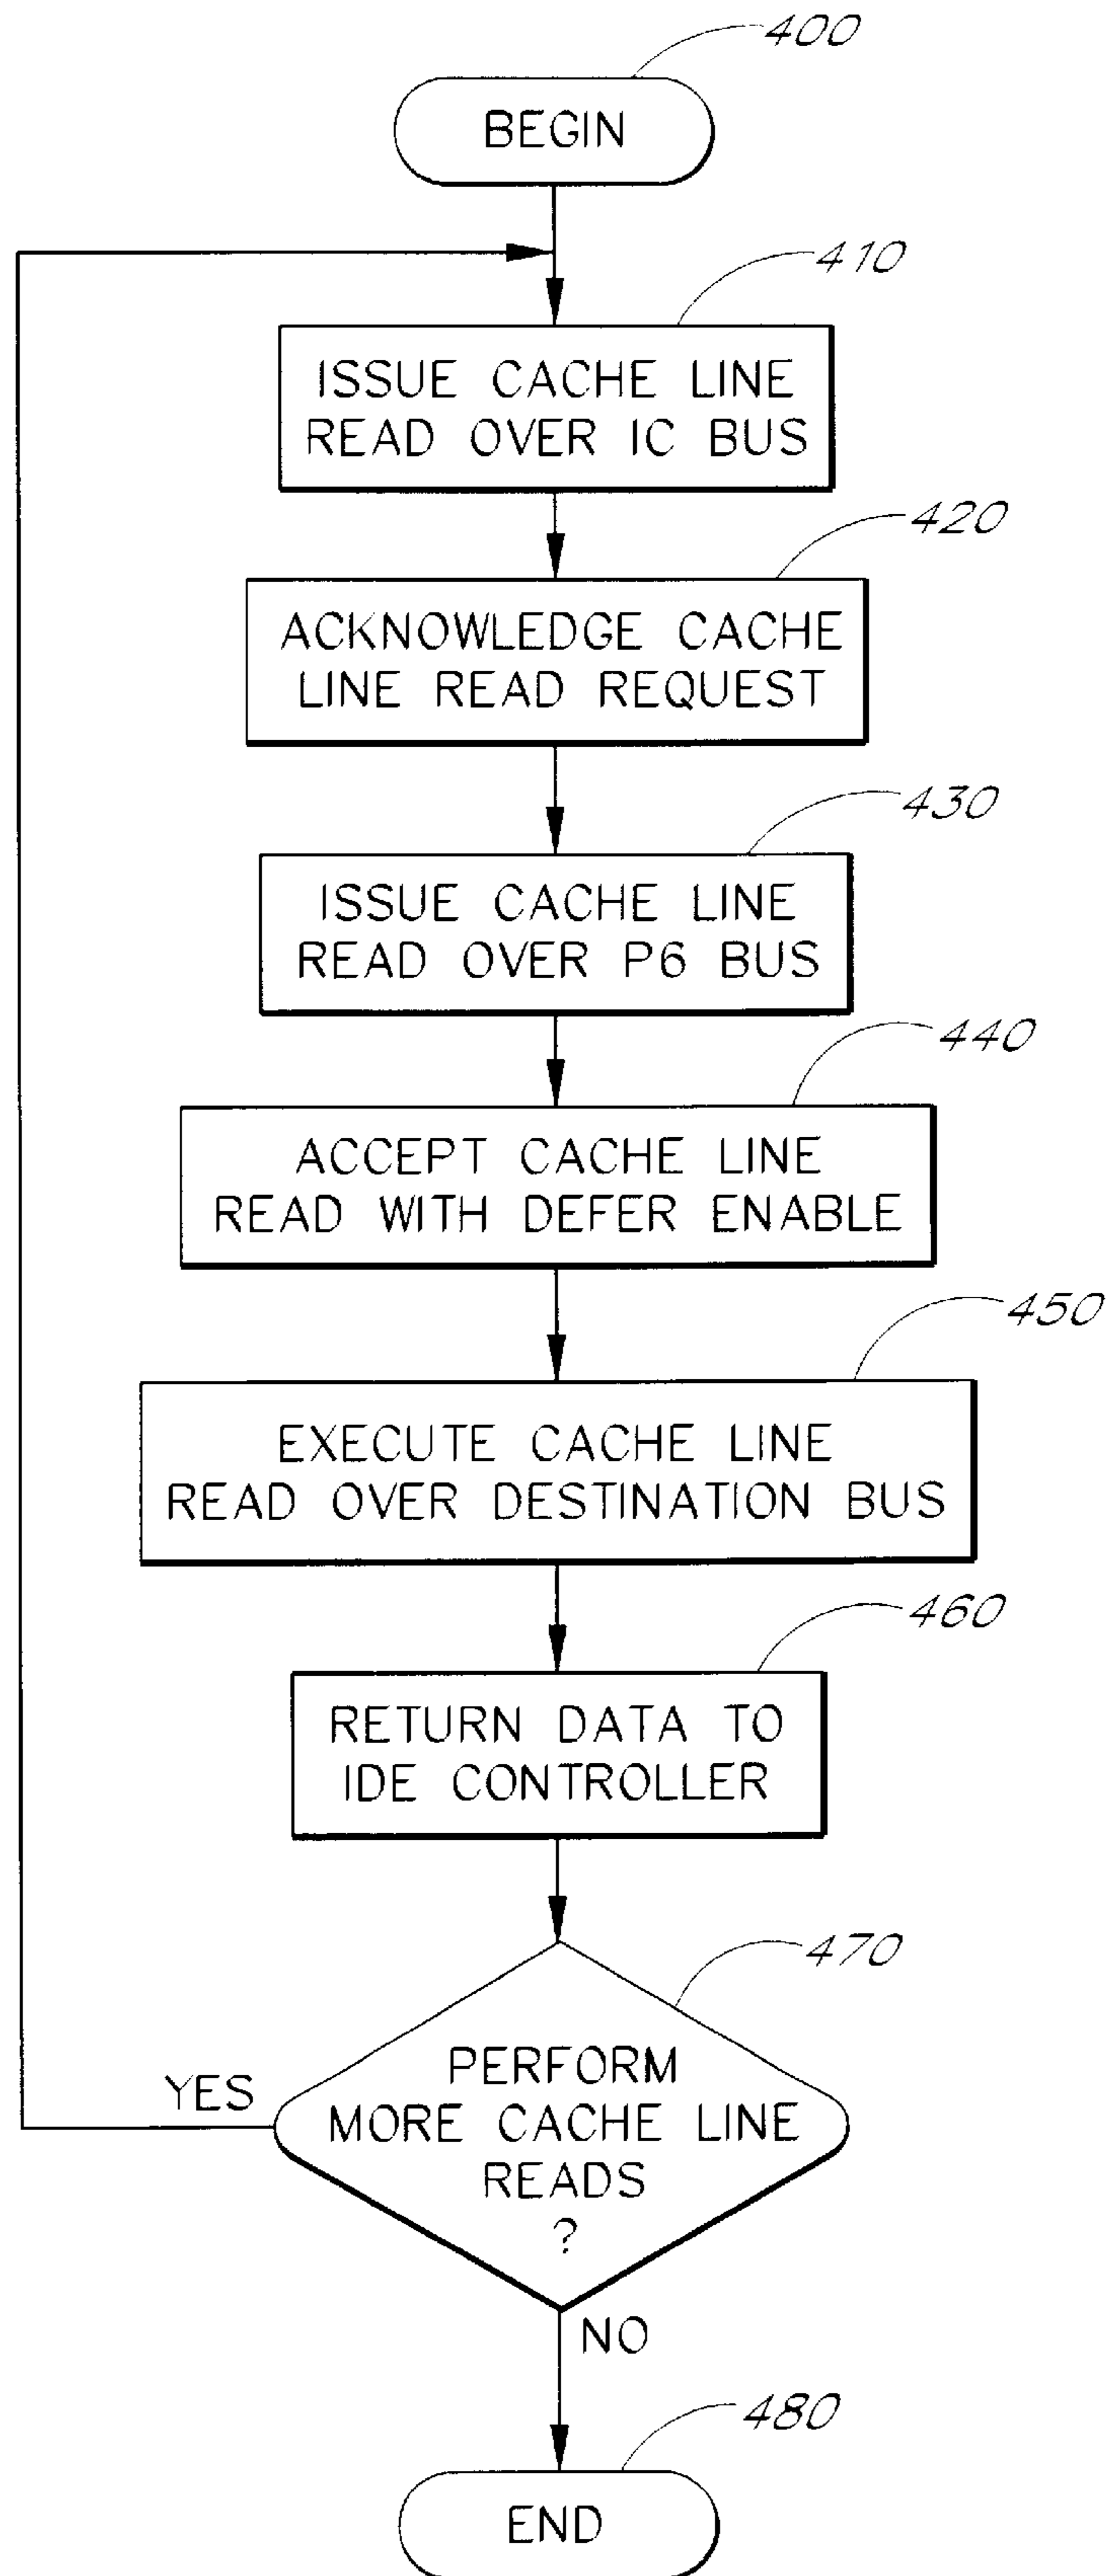 400
BEGIN
410
ISSUE CACHE LINE
READ OVER IC BUS
420
ACKNOWLEDGE CACHE
LINE READ REQUEST
430
ISSUE CACHE LINE
READ OVER P6 BUS
440
ACCEPT CACHE LINE
READ WITH DEFER ENABLE
450
EXECUTE CACHE LINE
READ OVER DESTINATION BUS
460
RETURN DATA TO
IDE CONTROLLER
470
PERFORM
MORE CACHE LINE
READS
?
YES
NO
480
END